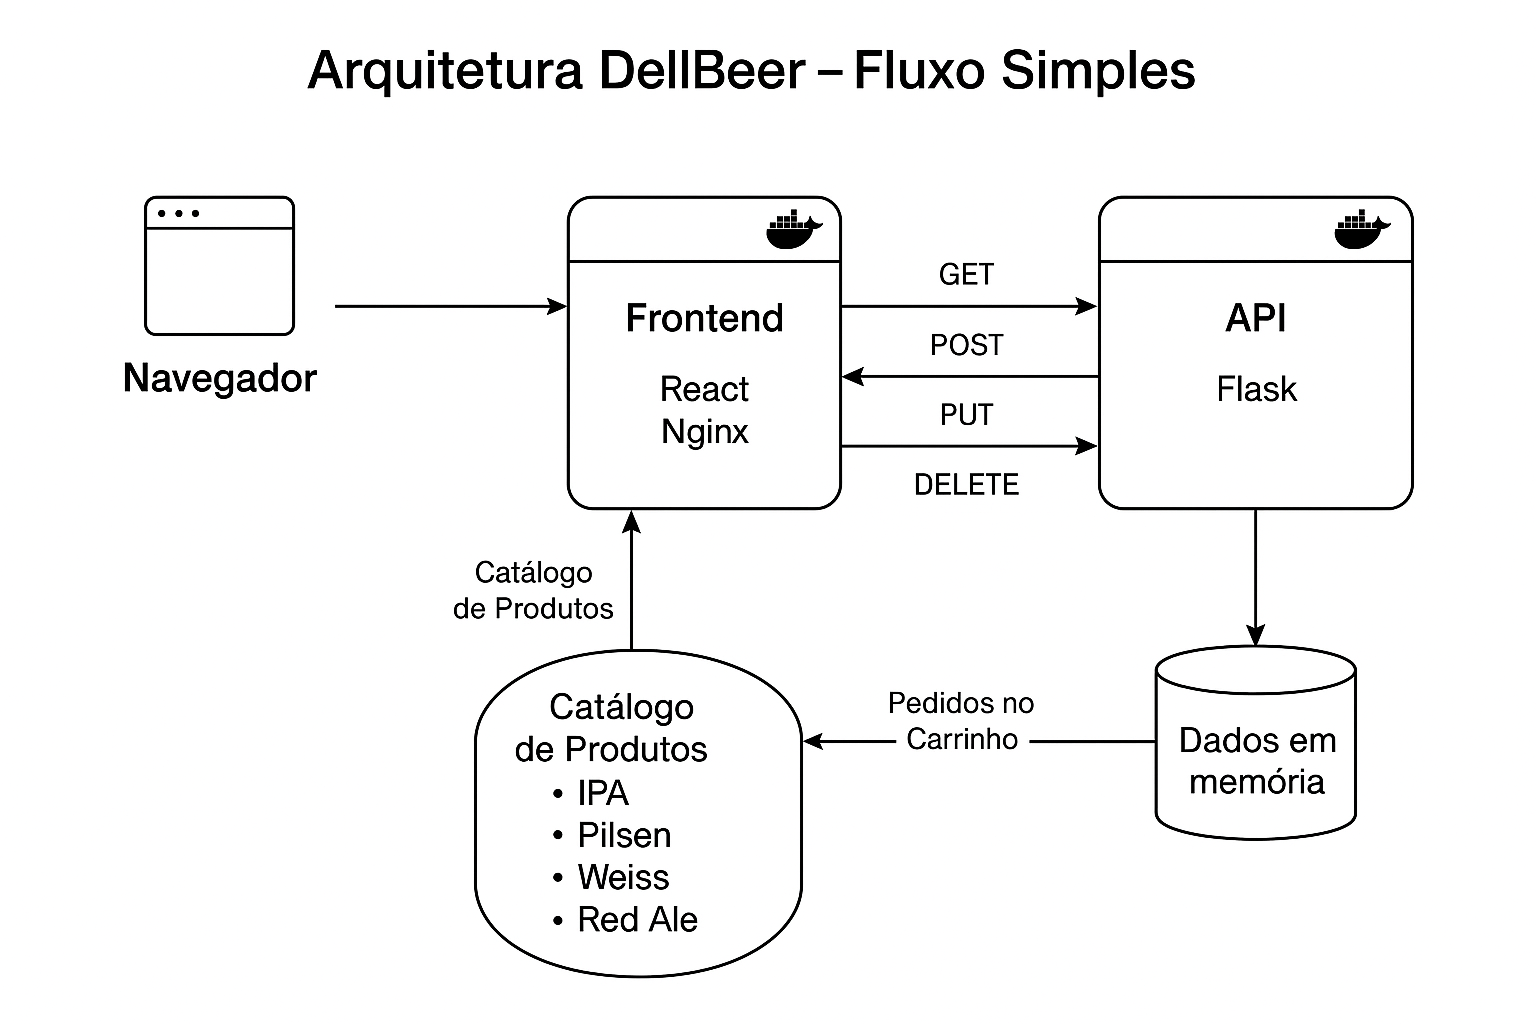 Arquitetura DellBeer – Fluxo Simples
Navegador
Frontend
React
Nginx
GET
POST
PUT
DELETE
API
Flask
Catálogo
de Produtos
Catálogo
de Produtos
• IPA
• Pilsen
• Weiss
• Red Ale
Pedidos no
Carrinho
Dados em
memória